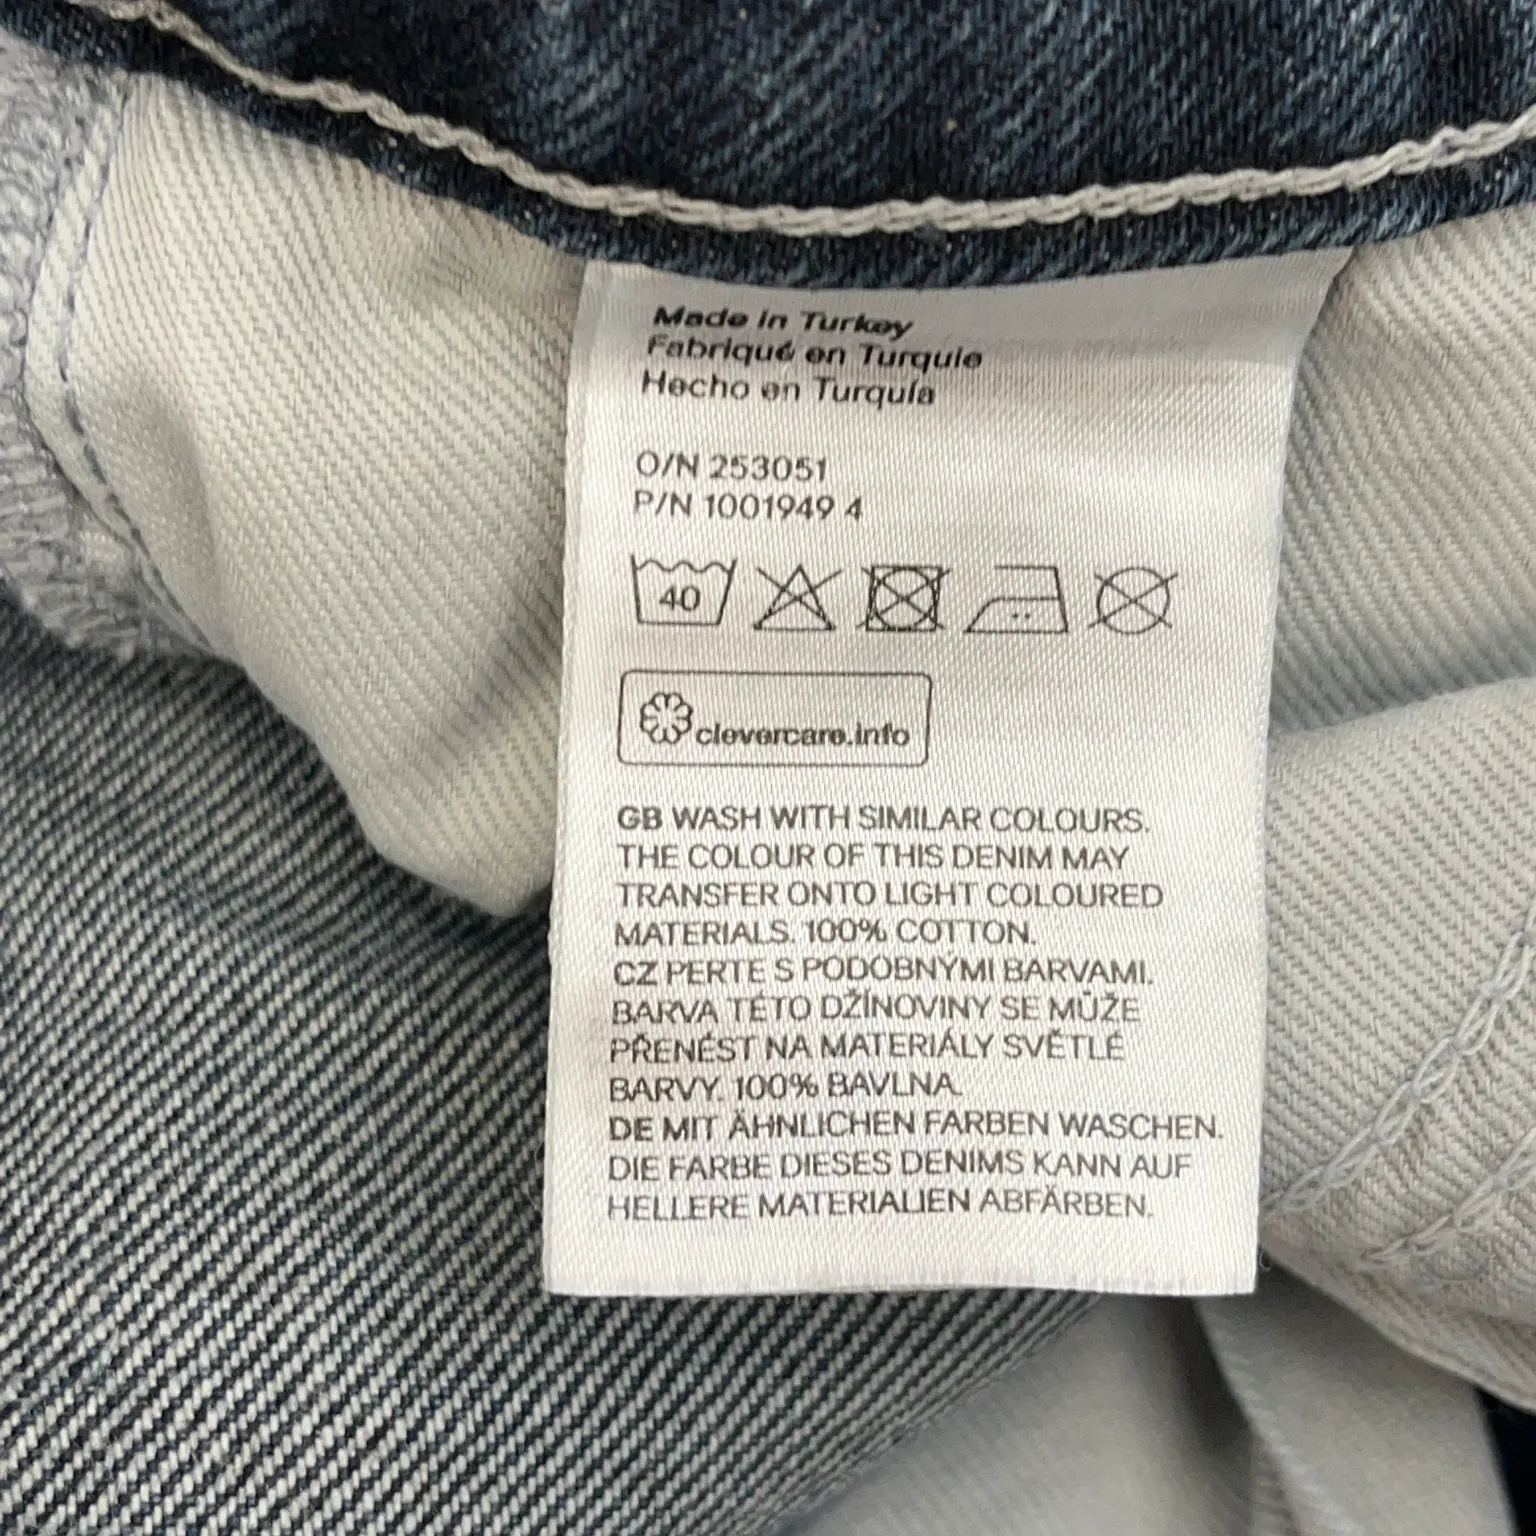 Made in Turkey
Fabriqué en Turquie
Hecho en Turquía
O/N 253051
P/N 1001949 4
40
clevercare.info
GB WASH WITH SIMILAR COLOURS.
THE COLOUR OF THIS DENIM MAY
TRANSFER ONTO LIGHT COLOURED
MATERIALS. 100% COTTON.
CZ PERTE S PODOBNÝMI BARVAMI.
BARVA TÉTO DŽÍNOVINY SE MŮŽE
PŘENÉST NA MATERIÁLY SVĚTLÉ
BARVY. 100% BAVLNA.
DE MIT ÄHNLICHEN FARBEN WASCHEN.
DIE FARBE DIESES DENIMS KANN AUF
HELLERE MATERIALIEN ABFÄRBEN.